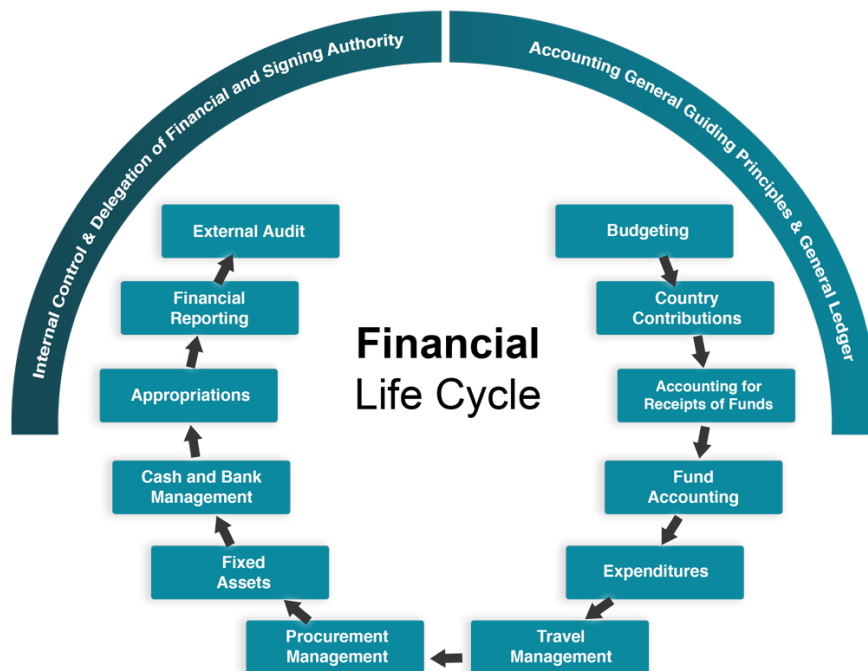 Internal Control & Delegation of Financial and Signing Authority
Accounting General Guiding Principles & General Ledger
External Audit
Budgeting
Financial
Reporting
Country
Contributions
Financial
Life Cycle
Appropriations
Accounting for
Receipts of Funds
Cash and Bank
Management
Fund
Accounting
Fixed
Assets
Expenditures
Procurement
Management
Travel
Management